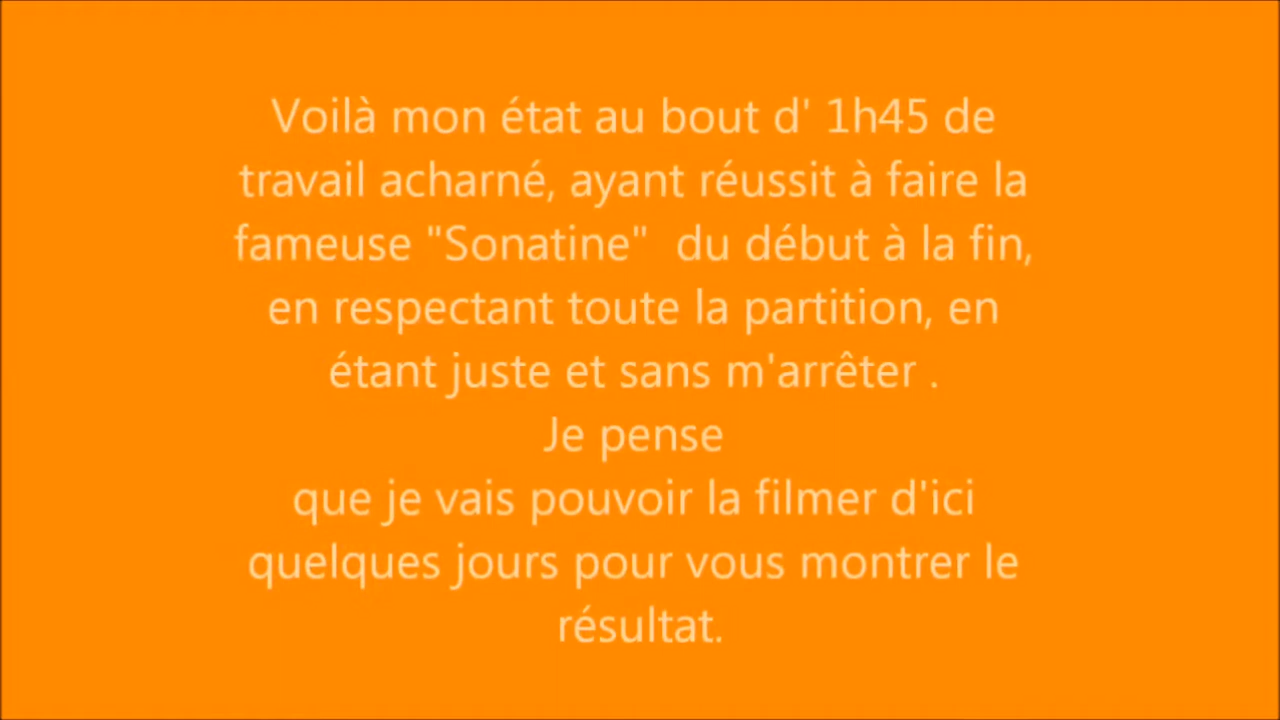 Voilà mon état au bout d' 1h45 de
travail acharné, ayant réussit à faire la
fameuse "Sonatine"  du début à la fin,
en respectant toute la partition, en
étant juste et sans m'arrêter .
Je pense
que je vais pouvoir la filmer d'ici
quelques jours pour vous montrer le
résultat.